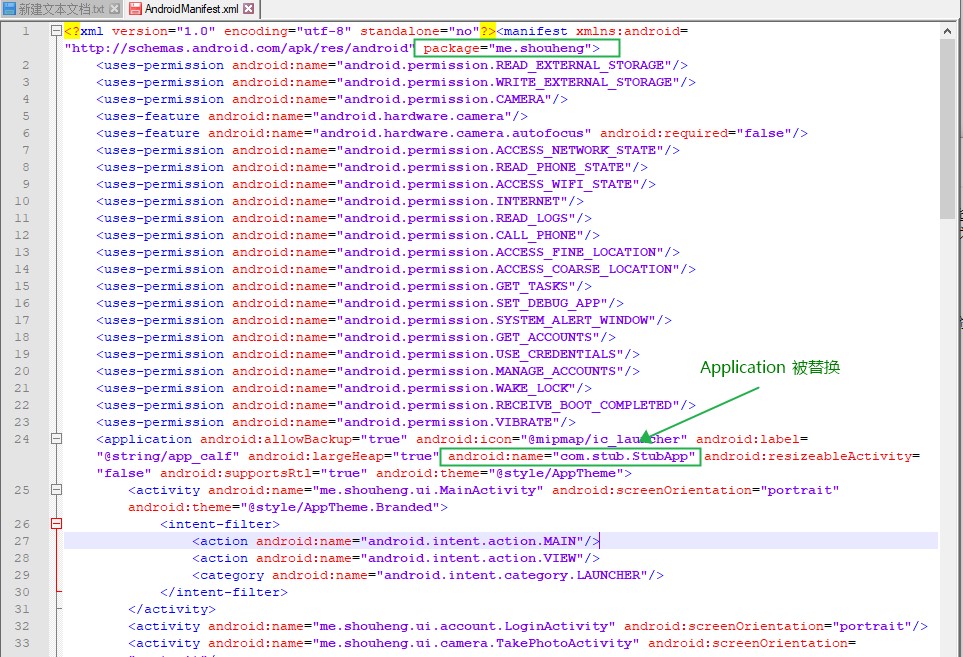 新建文本文档.txt AndroidManifest.xml
1 <?xml version="1.0" encoding="utf-8" standalone="no"?><manifest xmlns:android=
"http://schemas.android.com/apk/res/android" package="me.shouheng">
2 <uses-permission android:name="android.permission.READ_EXTERNAL_STORAGE"/>
3 <uses-permission android:name="android.permission.WRITE_EXTERNAL_STORAGE"/>
4 <uses-permission android:name="android.permission.CAMERA"/>
5 <uses-feature android:name="android.hardware.camera"/>
6 <uses-feature android:name="android.hardware.camera.autofocus" android:required="false"/>
7 <uses-permission android:name="android.permission.ACCESS_NETWORK_STATE"/>
8 <uses-permission android:name="android.permission.READ_PHONE_STATE"/>
9 <uses-permission android:name="android.permission.ACCESS_WIFI_STATE"/>
10 <uses-permission android:name="android.permission.INTERNET"/>
11 <uses-permission android:name="android.permission.READ_LOGS"/>
12 <uses-permission android:name="android.permission.CALL_PHONE"/>
13 <uses-permission android:name="android.permission.ACCESS_FINE_LOCATION"/>
14 <uses-permission android:name="android.permission.ACCESS_COARSE_LOCATION"/>
15 <uses-permission android:name="android.permission.GET_TASKS"/>
16 <uses-permission android:name="android.permission.SET_DEBUG_APP"/>
17 <uses-permission android:name="android.permission.SYSTEM_ALERT_WINDOW"/>
18 <uses-permission android:name="android.permission.GET_ACCOUNTS"/>
19 <uses-permission android:name="android.permission.USE_CREDENTIALS"/>
20 <uses-permission android:name="android.permission.MANAGE_ACCOUNTS"/>
21 <uses-permission android:name="android.permission.WAKE_LOCK"/>
22 <uses-permission android:name="android.permission.RECEIVE_BOOT_COMPLETED"/>
23 <uses-permission android:name="android.permission.VIBRATE"/>
Application 被替换
24 <application android:allowBackup="true" android:icon="@mipmap/ic_launcher" android:label=
"@string/app_calf" android:largeHeap="true" android:name="com.stub.StubApp" android:resizeableActivity=
"false" android:supportsRtl="true" android:theme="@style/AppTheme">
25 <activity android:name="me.shouheng.ui.MainActivity" android:screenOrientation="portrait"
android:theme="@style/AppTheme.Branded">
26 <intent-filter>
27 <action android:name="android.intent.action.MAIN"/>
28 <action android:name="android.intent.action.VIEW"/>
29 <category android:name="android.intent.category.LAUNCHER"/>
30 </intent-filter>
31 </activity>
32 <activity android:name="me.shouheng.ui.account.LoginActivity" android:screenOrientation="portrait"/>
33 <activity android:name="me.shouheng.ui.camera.TakePhotoActivity" android:screenOrientation=